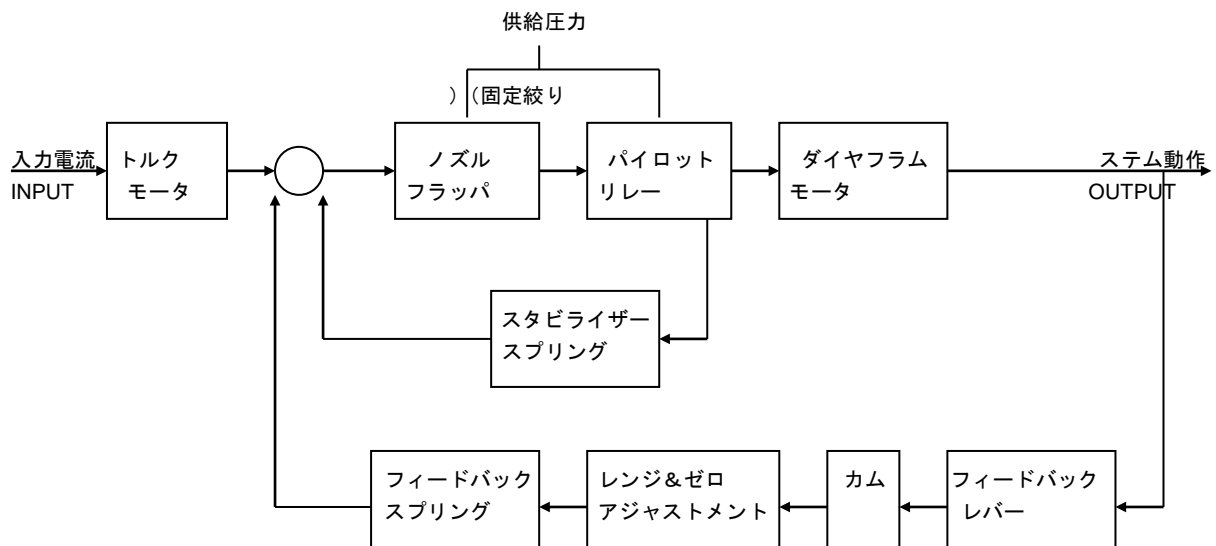 供給圧力
) (固定絞り
入力電流
INPUT
トルク
モータ
ノズル
フラッパ
パイロット
リレー
ダイヤフラム
モータ
ステム動作
OUTPUT
スタビライザー
スプリング
フィードバック
スプリング
レンジ&ゼロ
アジャストメント
カム
フィードバック
レバー